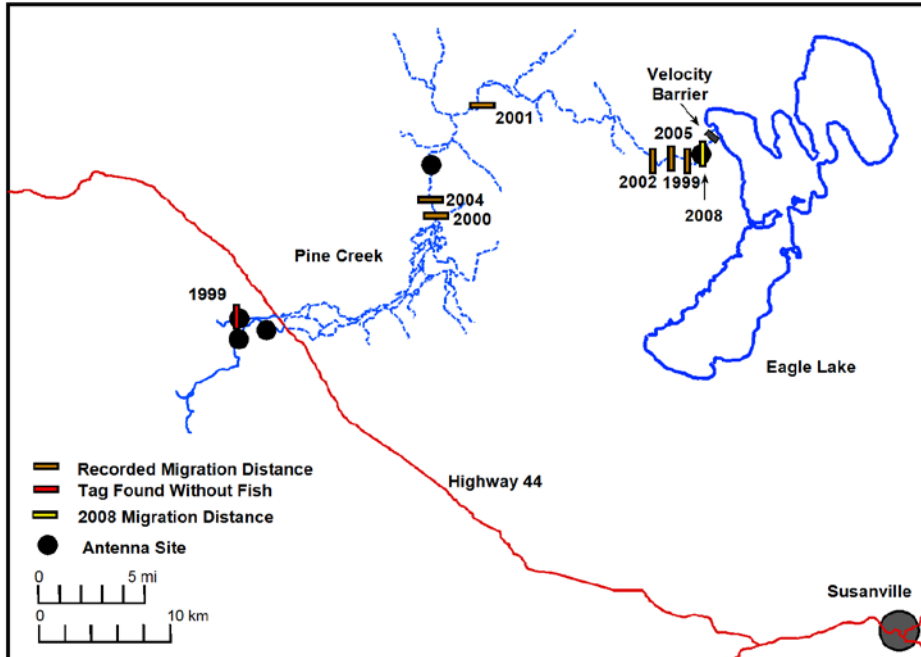 Velocity
Barrier
2001
2005
2002
1999
2008
2004
2000
Pine Creek
1999
Eagle Lake
Recorded Migration Distance
Tag Found Without Fish
2008 Migration Distance
Antenna Site
Highway 44
0 5 mi
0 10 km
Susanville